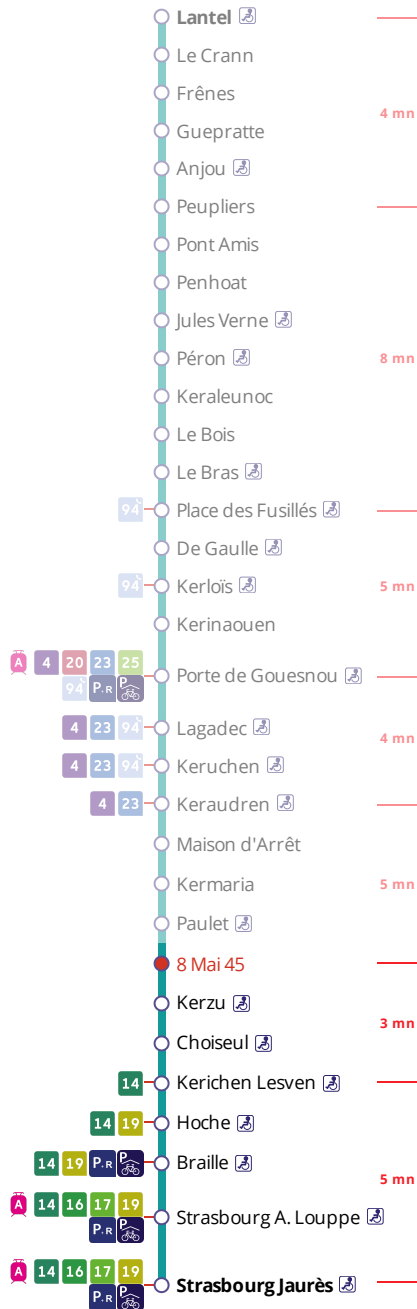 Lantel
Le Crann
Frênes
4 mn
Guepratte
Anjou
Peupliers
Pont Amis
Penhoat
Jules Verne
Péron 8 mn
Keraleunoc
Le Bois
Le Bras
94 Place des Fusillés
De Gaulle
94 Kerloïs 5 mn
Kerinaouen
A 4 20 23 25
Porte de Gouesnou
94 P.R P
4 23 94 Lagadec
4 mn
4 23 94 Keruchen
4 23 Keraudren
Maison d'Arrêt
Kermaria 5 mn
Paulet
8 Mai 45
Kerzu
3 mn
Choiseul
14 Kerichen Lesven
14 19 Hoche
14 19 P.R P Braille
5 mn
A 14 16 17 19
Strasbourg A. Louppe
P.R P
A 14 16 17 19
Strasbourg Jaurès
P.R P